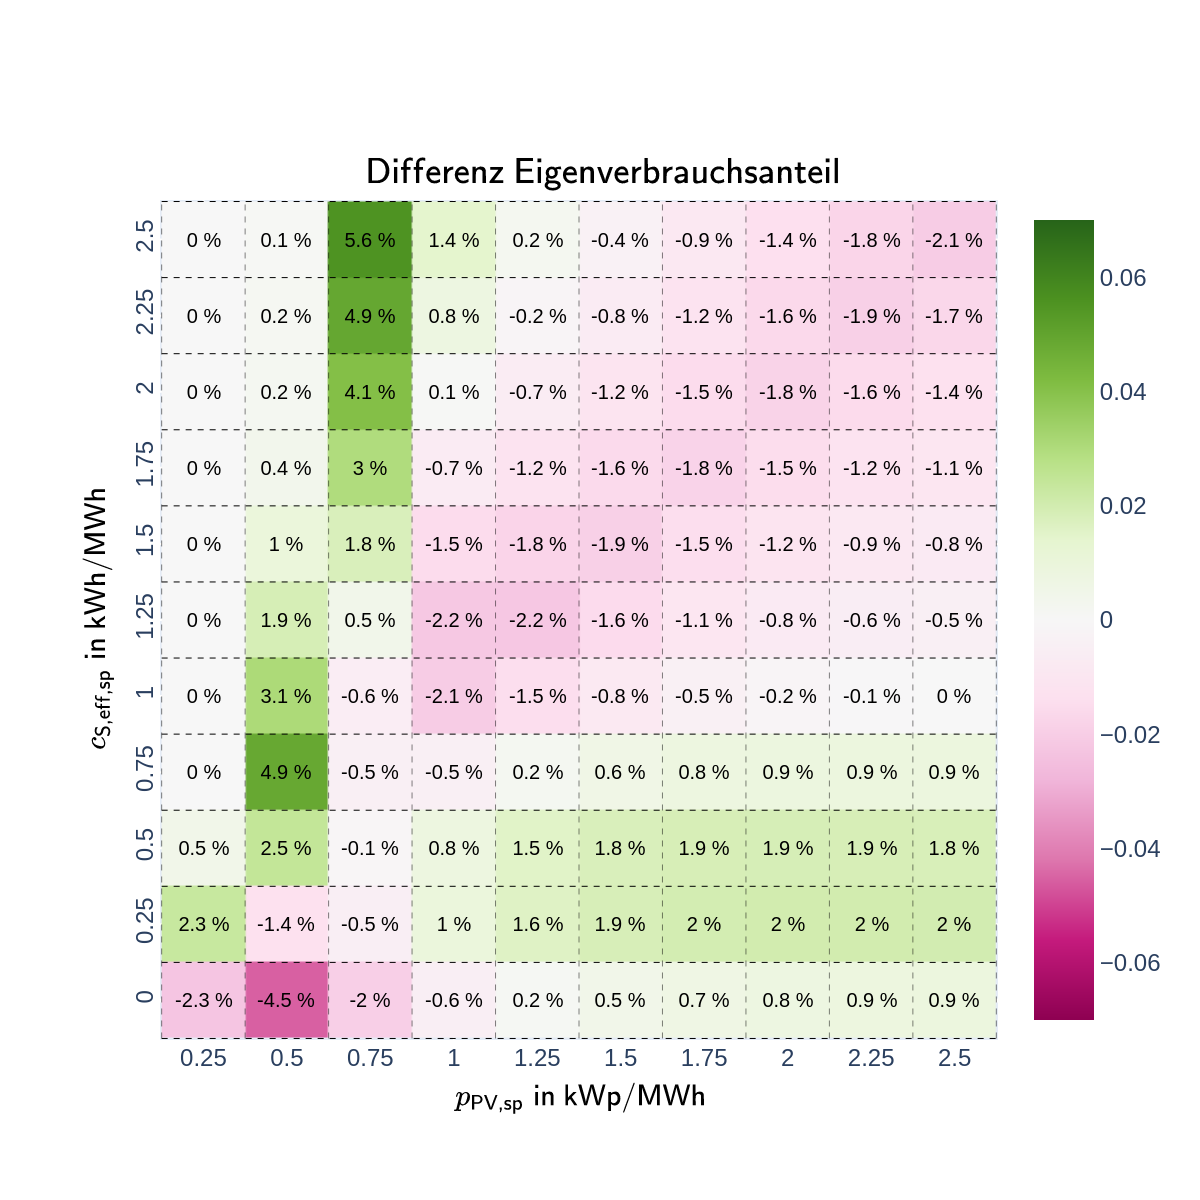 Differenz Eigenverbrauchsanteil
2.5 0 % 0.1 % 5.6 % 1.4 % 0.2 % -0.4 % -0.9 % -1.4 % -1.8 % -2.1 %
2.25 0 % 0.2 % 4.9 % 0.8 % -0.2 % -0.8 % -1.2 % -1.6 % -1.9 % -1.7 %
2 0 % 0.2 % 4.1 % 0.1 % -0.7 % -1.2 % -1.5 % -1.8 % -1.6 % -1.4 %
1.75 0 % 0.4 % 3 % -0.7 % -1.2 % -1.6 % -1.8 % -1.5 % -1.2 % -1.1 %
1.5 0 % 1 % 1.8 % -1.5 % -1.8 % -1.9 % -1.5 % -1.2 % -0.9 % -0.8 %
1.25 0 % 1.9 % 0.5 % -2.2 % -2.2 % -1.6 % -1.1 % -0.8 % -0.6 % -0.5 %
1 0 % 3.1 % -0.6 % -2.1 % -1.5 % -0.8 % -0.5 % -0.2 % -0.1 % 0 %
0.75 0 % 4.9 % -0.5 % -0.5 % 0.2 % 0.6 % 0.8 % 0.9 % 0.9 % 0.9 %
0.5 0.5 % 2.5 % -0.1 % 0.8 % 1.5 % 1.8 % 1.9 % 1.9 % 1.9 % 1.8 %
0.25 2.3 % -1.4 % -0.5 % 1 % 1.6 % 1.9 % 2 % 2 % 2 % 2 %
0 -2.3 % -4.5 % -2 % -0.6 % 0.2 % 0.5 % 0.7 % 0.8 % 0.9 % 0.9 %
0.25 0.5 0.75 1 1.25 1.5 1.75 2 2.25 2.5
p PV,sp in kWp/MWh
c S,eff,sp in kWh/MWh
0.06
0.04
0.02
0
−0.02
−0.04
−0.06